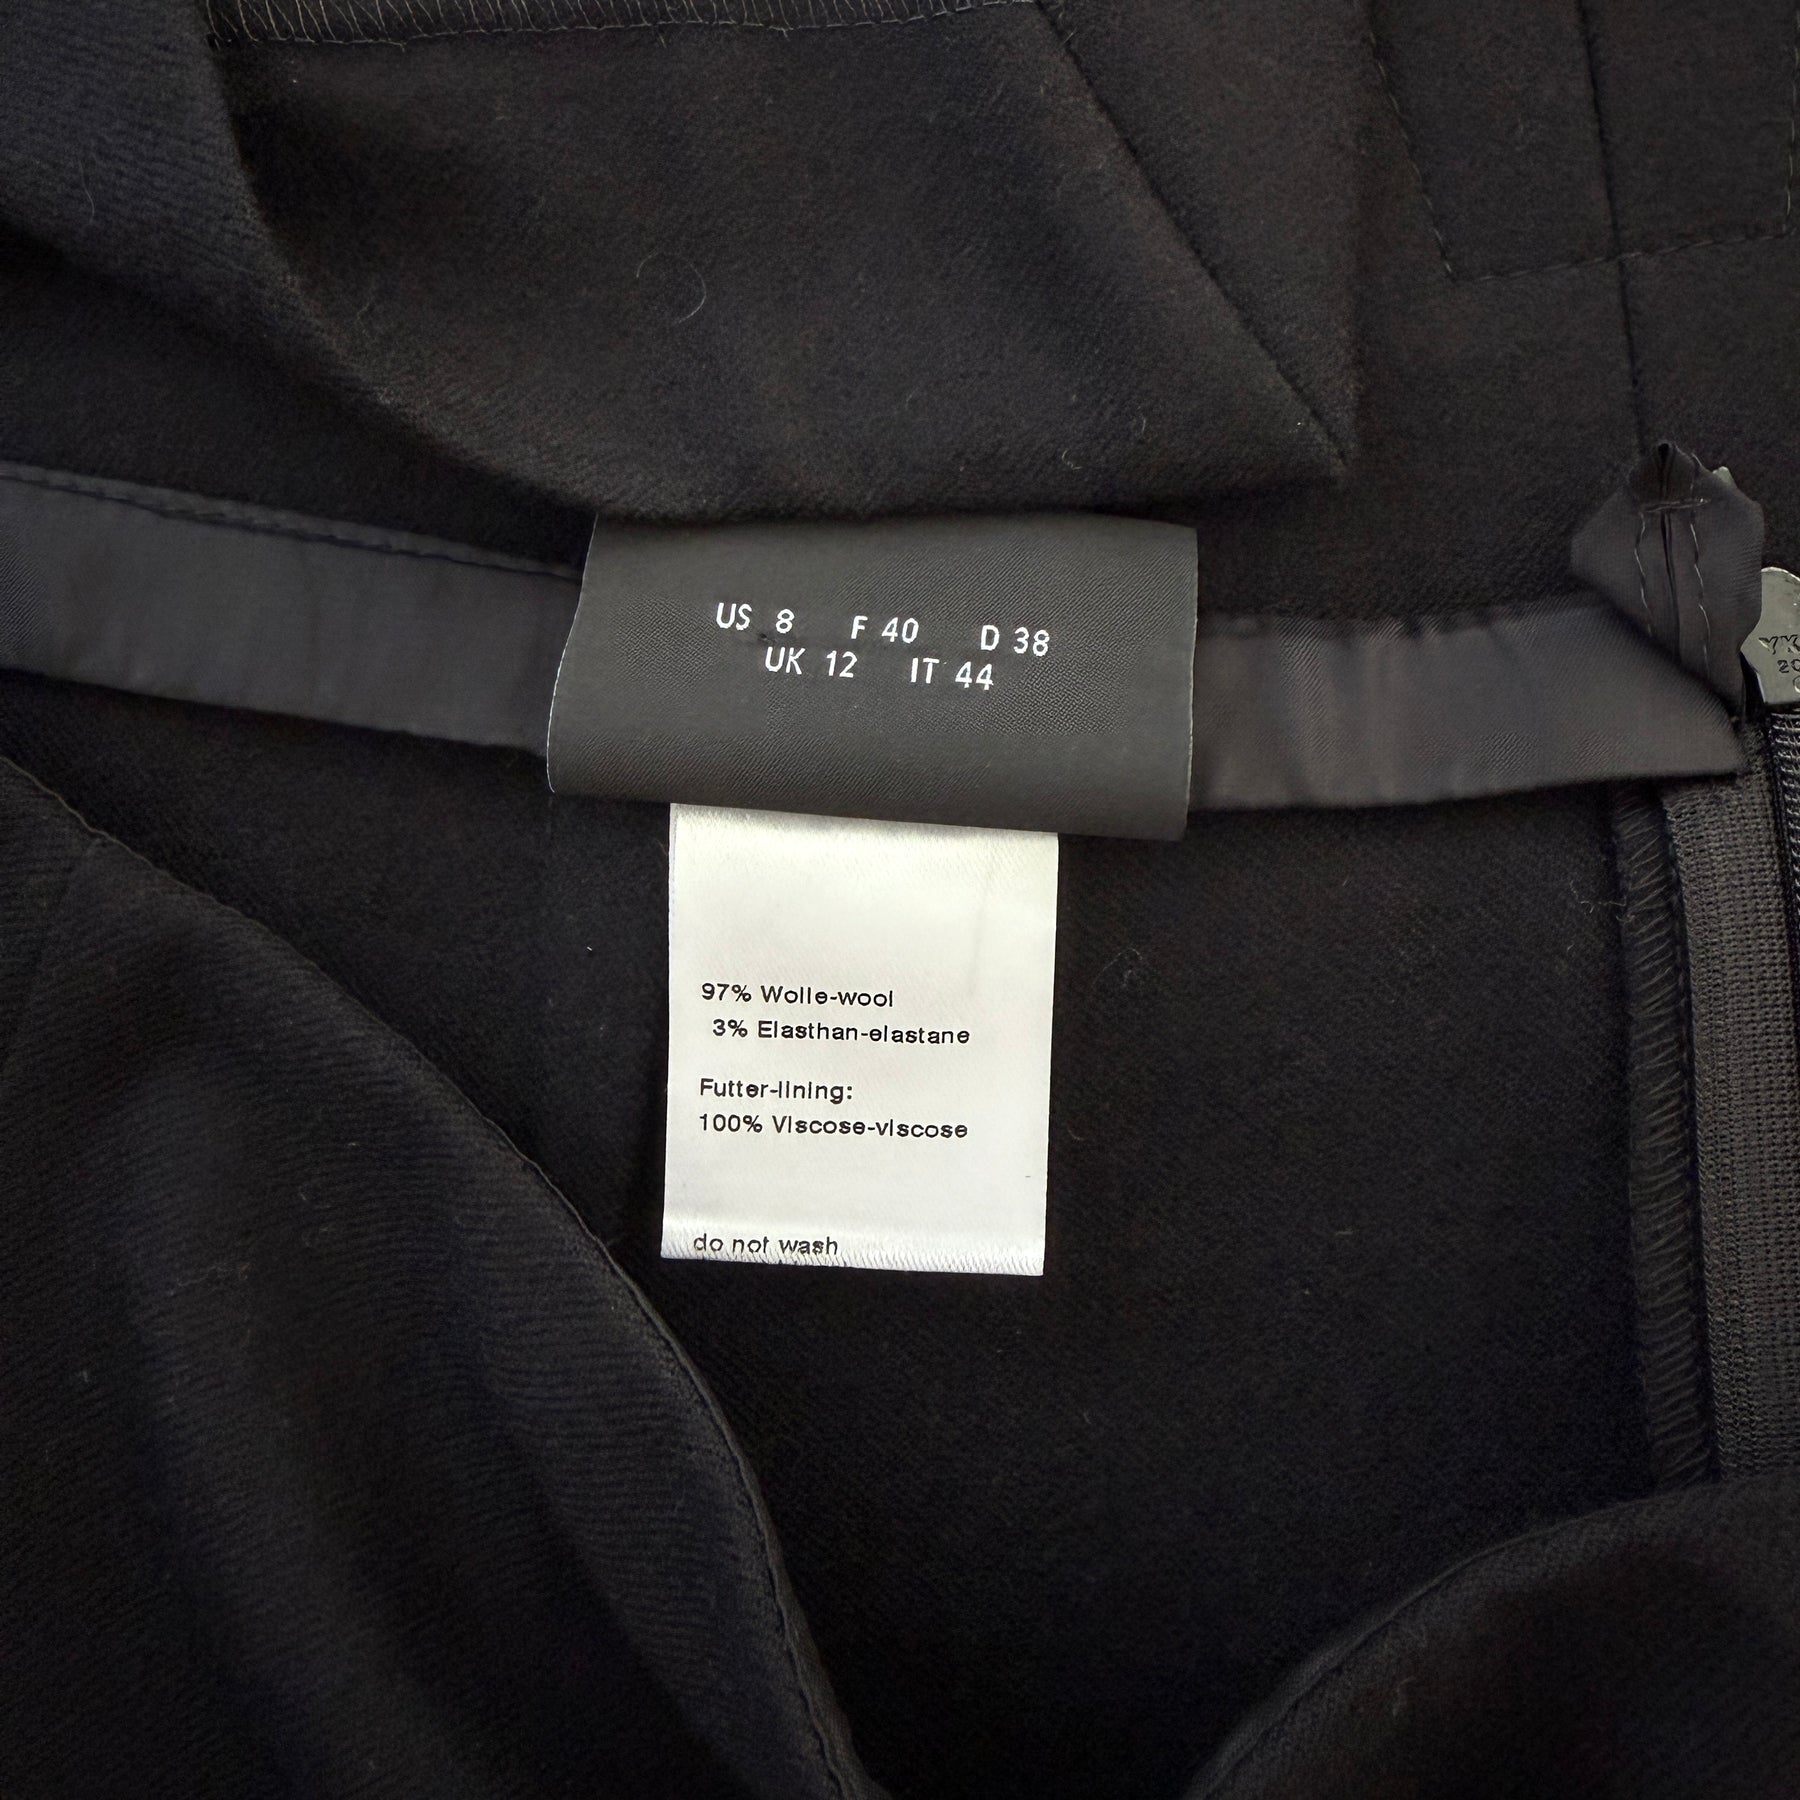 US 8 F 40 D 38
UK 12 IT 44
97% Wolle-wool
3% Elasthan-elastane
Futter-lining:
100% Viscose-viscose
do not wash